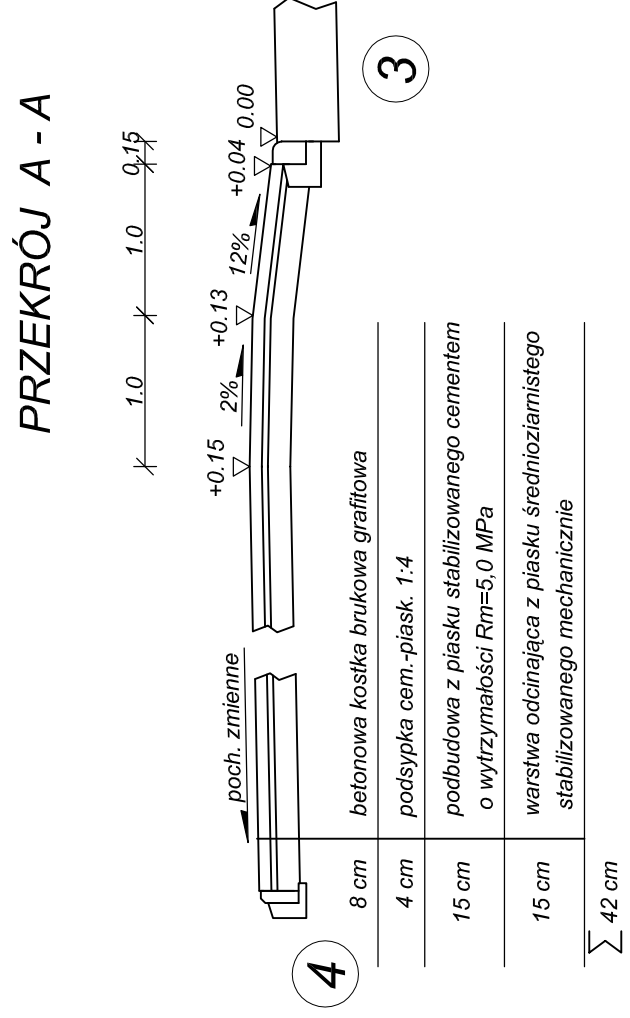 PRZEKRÓJ A - A
1.0
1.0
0.15
+0.15
+0.13
+0.04
0.00
poch. zmienne
2%
12%
4
3
8 cm betonowa kostka brukowa grafitowa
4 cm podsypka cem.-piask. 1:4
15 cm podbudowa z piasku stabilizowanego cementem
o wytrzymałości Rm=5,0 MPa
15 cm warstwa odcinająca z piasku średnioziarnistego
stabilizowanego mechanicznie
∑ 42 cm